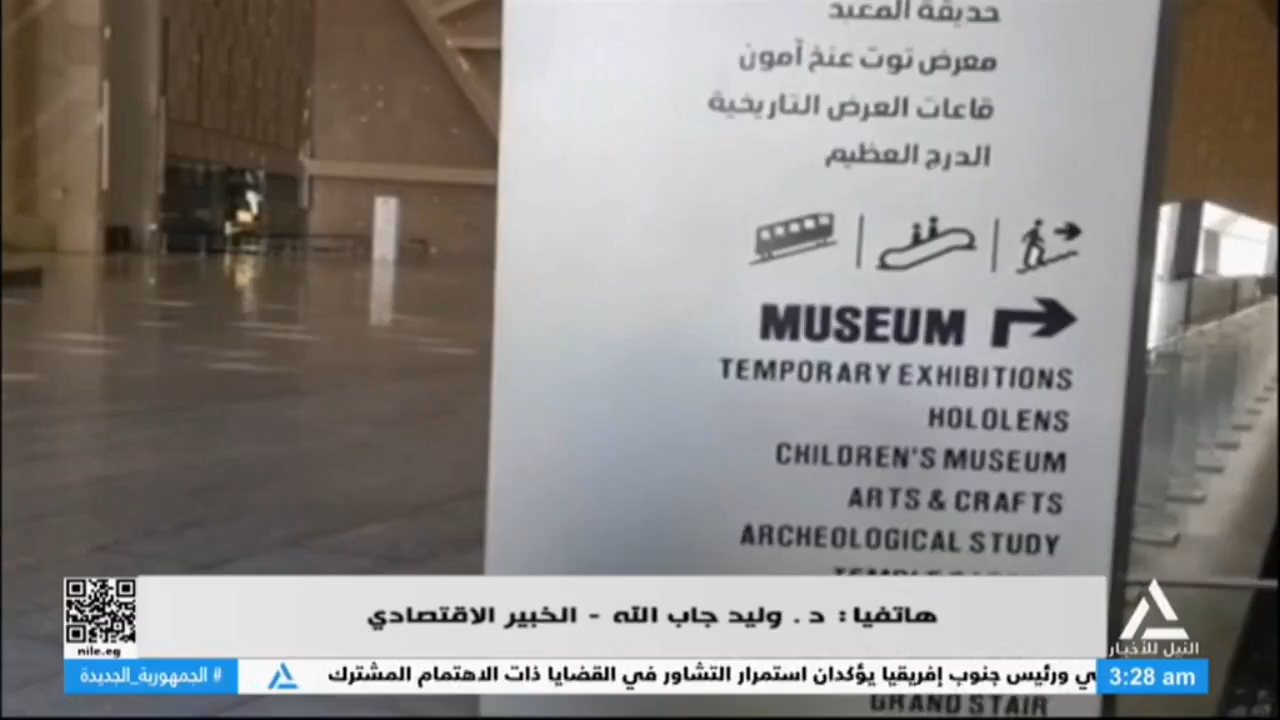 حديقة المعبد
معرض توت عنخ آمون
قاعات العرض التاريخية
الدرج العظيم
MUSEUM
TEMPORARY EXHIBITIONS
HOLOLENS
CHILDREN'S MUSEUM
ARTS & CRAFTS
ARCHEOLOGICAL STUDY
هاتفيا: د. وليد جاب الله - الخبير الاقتصادي
nile.eg
النيل للأخبار
# الجمهورية_الجديدة
ورئيس جنوب إفريقيا يؤكدان استمرار التشاور في القضايا ذات الاهتمام المشترك
3:28 am
GRAND STAIR